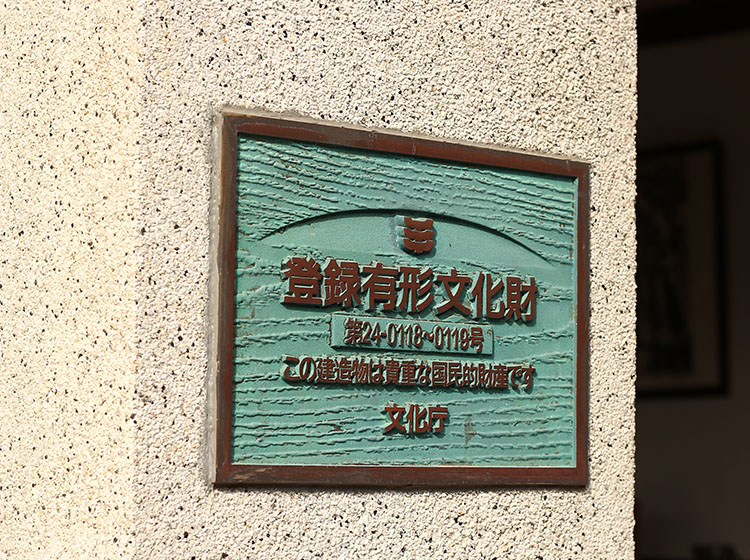 登録有形文化財
第24-0118~0119号
この建造物は貴重な国民的財産です
文化庁